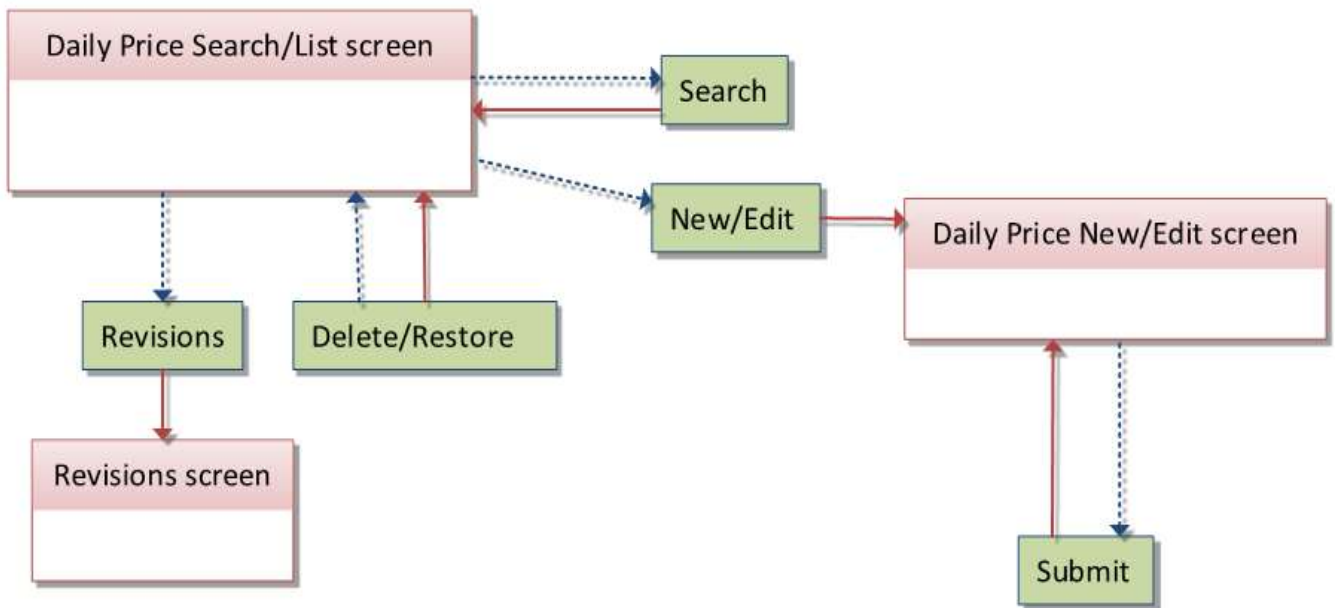 Daily Price Search/List screen
Search
New/Edit
Daily Price New/Edit screen
Revisions
Delete/Restore
Revisions screen
Submit